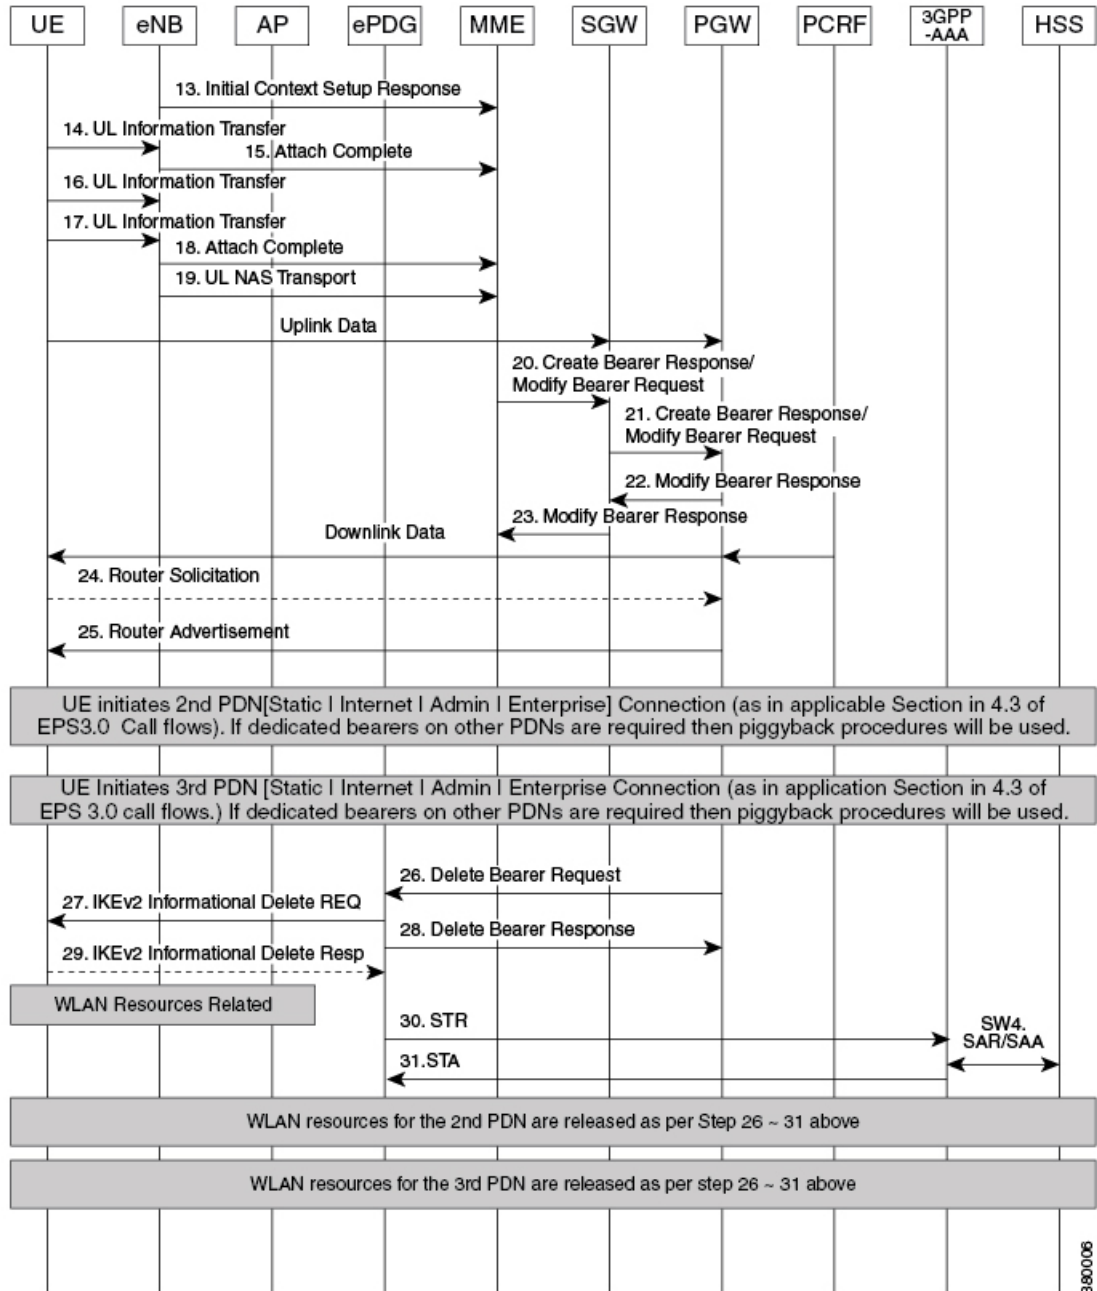 UE
eNB
AP
ePDG
MME
SGW
PGW
PCRF
3GPP
-AAA
HSS
13. Initial Context Setup Response
14. UL Information Transfer
15. Attach Complete
16. UL Information Transfer
17. UL Information Transfer
18. Attach Complete
19. UL NAS Transport
Uplink Data
20. Create Bearer Response/
Modify Bearer Request
21. Create Bearer Response/
Modify Bearer Request
22. Modify Bearer Response
23. Modify Bearer Response
Downlink Data
24. Router Solicitation
25. Router Advertisement
UE initiates 2nd PDN[Static I Internet I Admin I Enterprise] Connection (as in applicable Section in 4.3 of
EPS3.0 Call flows). If dedicated bearers on other PDNs are required then piggyback procedures will be used.
UE Initiates 3rd PDN [Static I Internet I Admin I Enterprise Connection (as in application Section in 4.3 of
EPS 3.0 call flows.) If dedicated bearers on other PDNs are required then piggyback procedures will be used.
26. Delete Bearer Request
27. IKEv2 Informational Delete REQ
28. Delete Bearer Response
29. IKEv2 Informational Delete Resp
WLAN Resources Related
30. STR
SW4.
SAR/SAA
31.STA
WLAN resources for the 2nd PDN are released as per Step 26 ~ 31 above
WLAN resources for the 3rd PDN are released as per step 26 ~ 31 above
380006